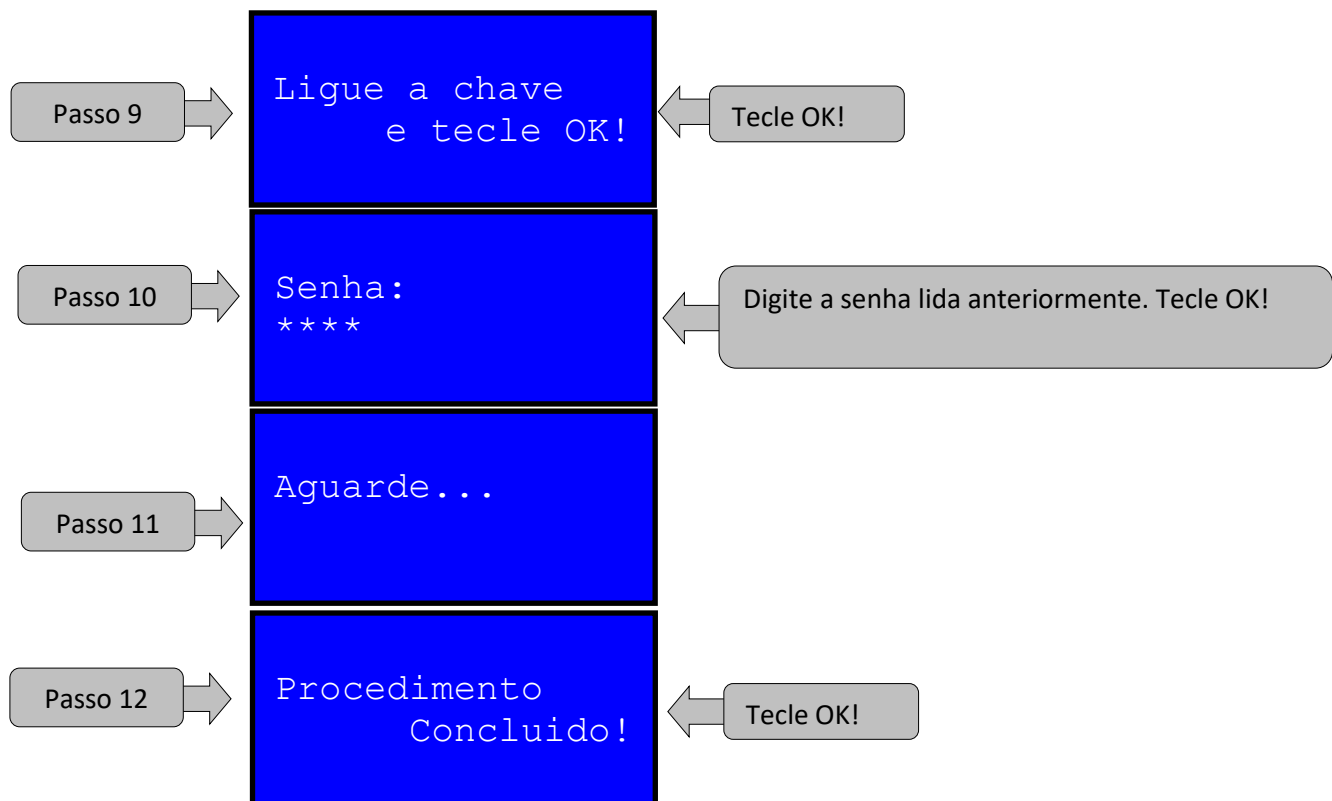 Passo 9
Ligue a chave
e tecle OK!
Tecle OK!
Passo 10
Senha:
****
Digite a senha lida anteriormente. Tecle OK!
Passo 11
Aguarde...
Passo 12
Procedimento
Concluido!
Tecle OK!